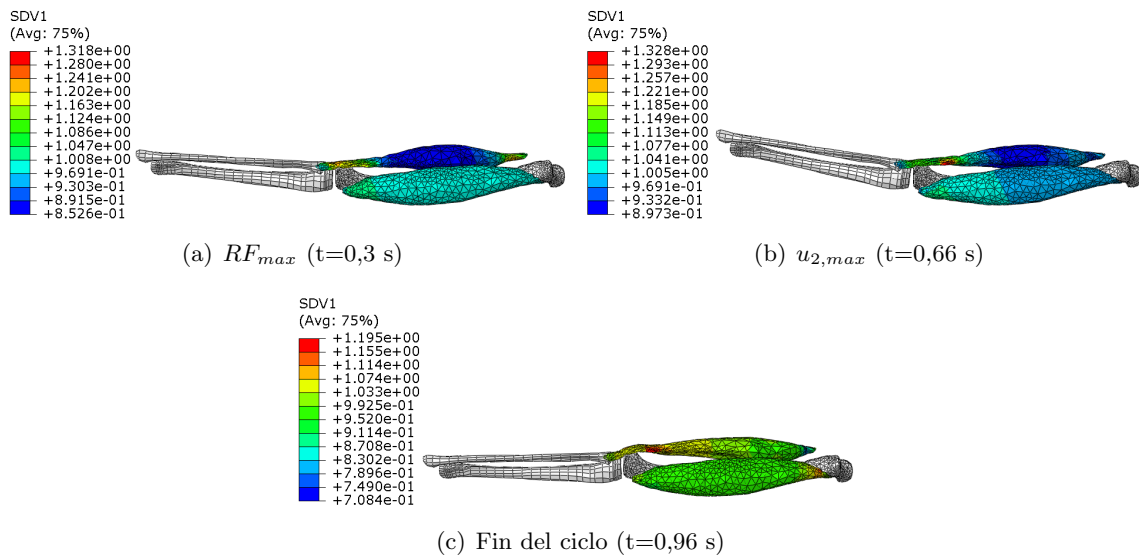 SDV1
(Avg: 75%)
+1.318e+00
+1.280e+00
+1.241e+00
+1.202e+00
+1.163e+00
+1.124e+00
+1.086e+00
+1.047e+00
+1.008e+00
+9.691e-01
+9.303e-01
+8.915e-01
+8.526e-01
(a) RFmax (t=0,3 s)
SDV1
(Avg: 75%)
+1.328e+00
+1.293e+00
+1.257e+00
+1.221e+00
+1.185e+00
+1.149e+00
+1.113e+00
+1.077e+00
+1.041e+00
+1.005e+00
+9.691e-01
+9.332e-01
+8.973e-01
(b) u2,max (t=0,66 s)
SDV1
(Avg: 75%)
+1.195e+00
+1.155e+00
+1.114e+00
+1.074e+00
+1.033e+00
+9.925e-01
+9.520e-01
+9.114e-01
+8.708e-01
+8.302e-01
+7.896e-01
+7.490e-01
+7.084e-01
(c) Fin del ciclo (t=0,96 s)